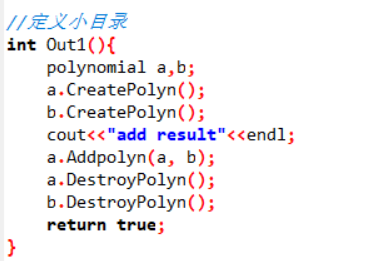 //定义小目录
int Out1(){
    polynomial a,b;
    a.CreatePolyn();
    b.CreatePolyn();
    cout<<"add result"<<endl;
    a.Addpolyn(a, b);
    a.DestroyPolyn();
    b.DestroyPolyn();
    return true;
}